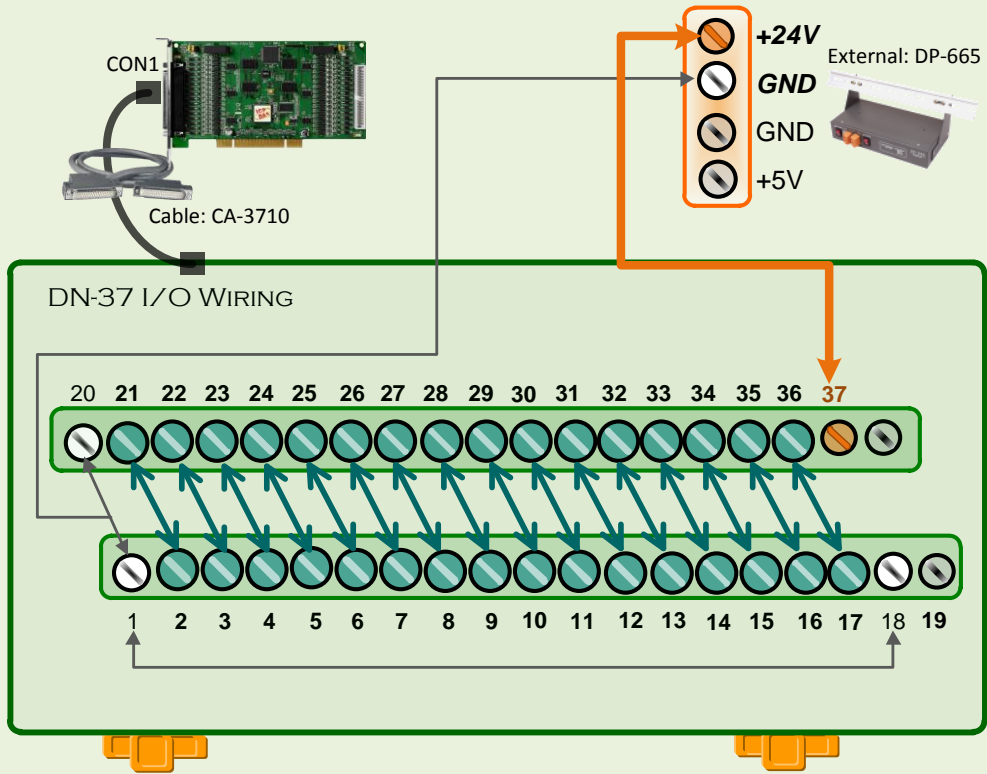 CON1
Cable: CA-3710
+24V
GND
GND
+5V
External: DP-665
DN-37 I/O WIRING
20 21 22 23 24 25 26 27 28 29 30 31 32 33 34 35 36 37
1 2 3 4 5 6 7 8 9 10 11 12 13 14 15 16 17 18 19